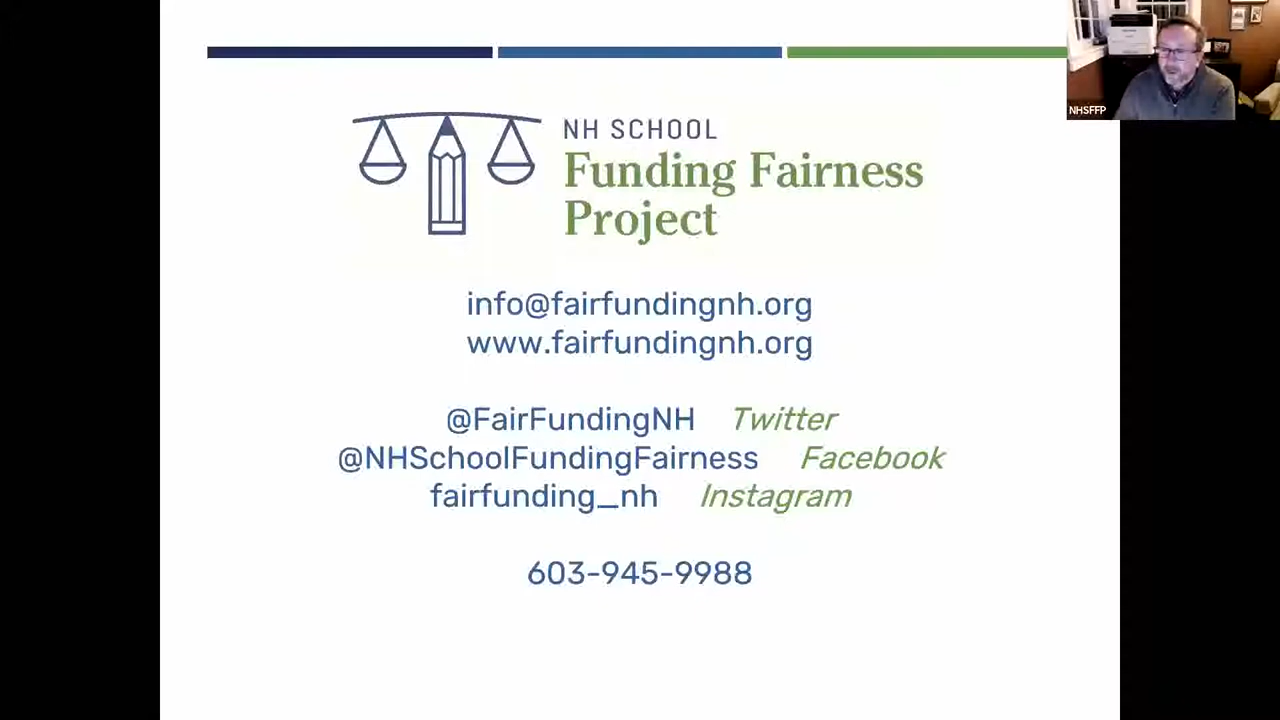 NH SCHOOL
Funding Fairness
Project
info@fairfundingnh.org
www.fairfundingnh.org
@FairFundingNH Twitter
@NHSchoolFundingFairness Facebook
fairfunding_nh Instagram
603-945-9988
NHSFFP